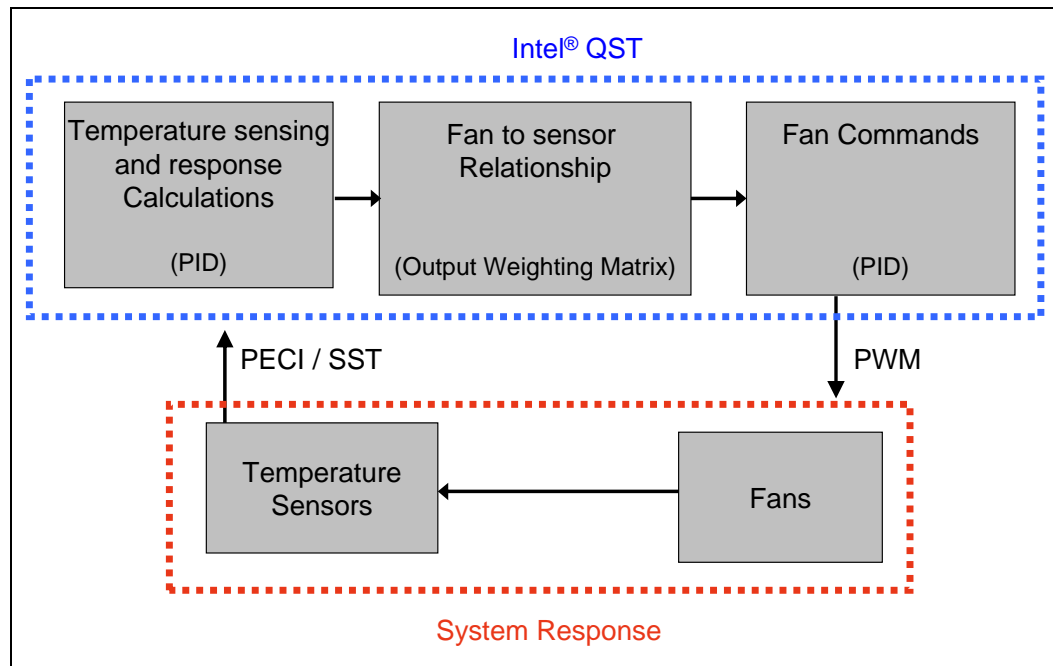 Intel® QST
Temperature sensing
and response
Calculations
(PID)
Fan to sensor
Relationship
(Output Weighting Matrix)
Fan Commands
(PID)
PECI / SST
PWM
Temperature
Sensors
Fans
System Response